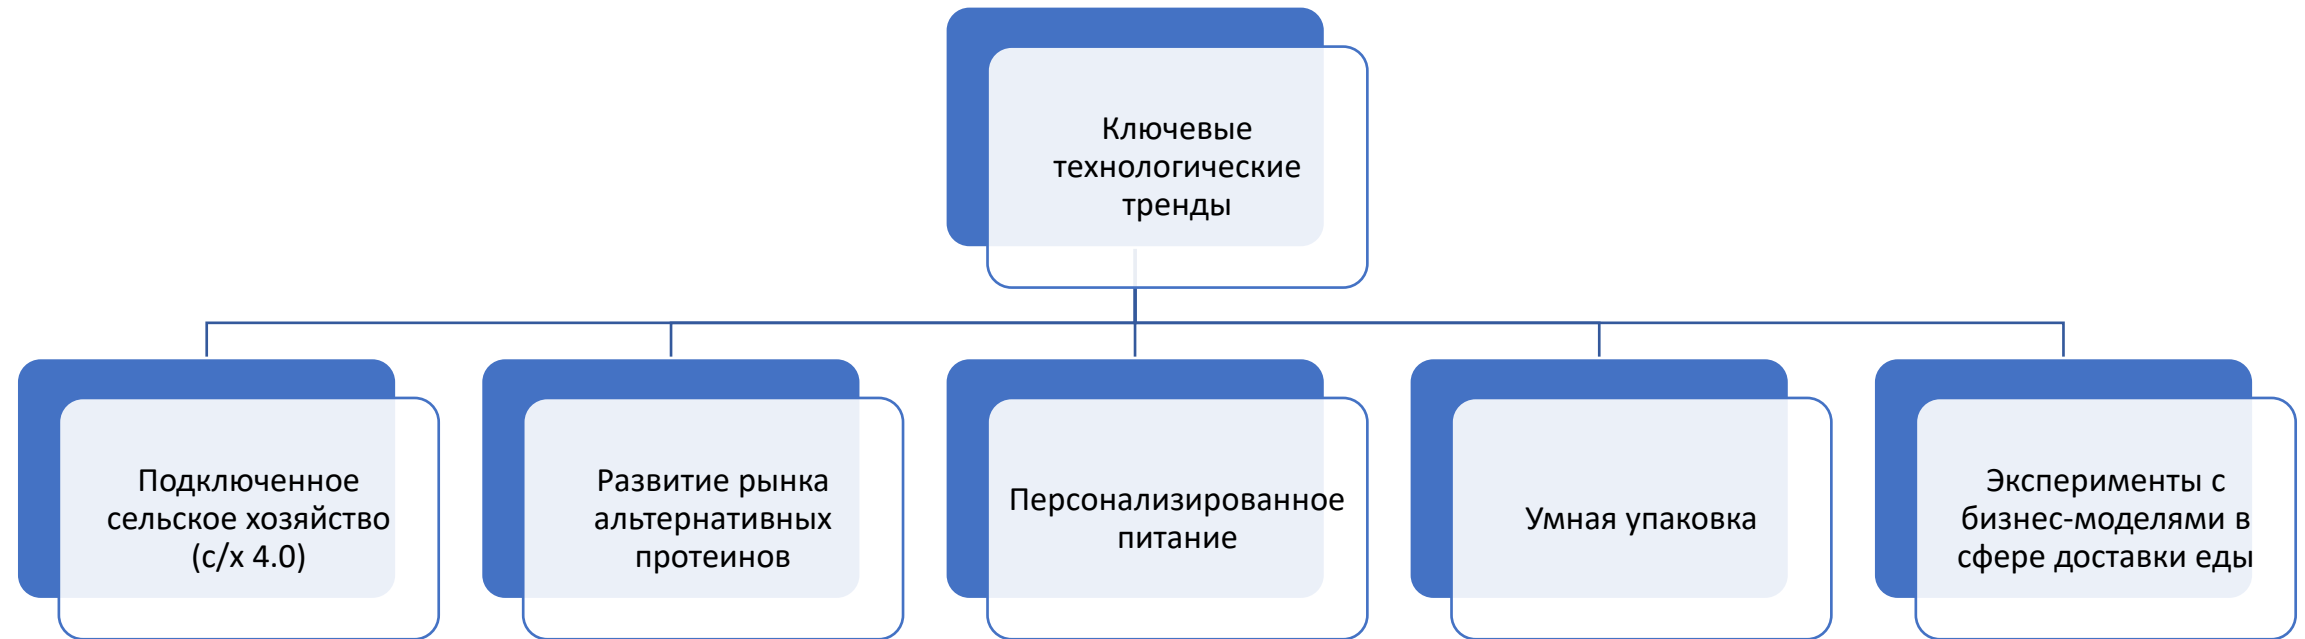 Ключевые
технологические
тренды
Подключенное
сельское хозяйство
(с/х 4.0)
Развитие рынка
альтернативных
протеинов
Персонализированное
питание
Умная упаковка
Эксперименты с
бизнес-моделями в
сфере доставки еды